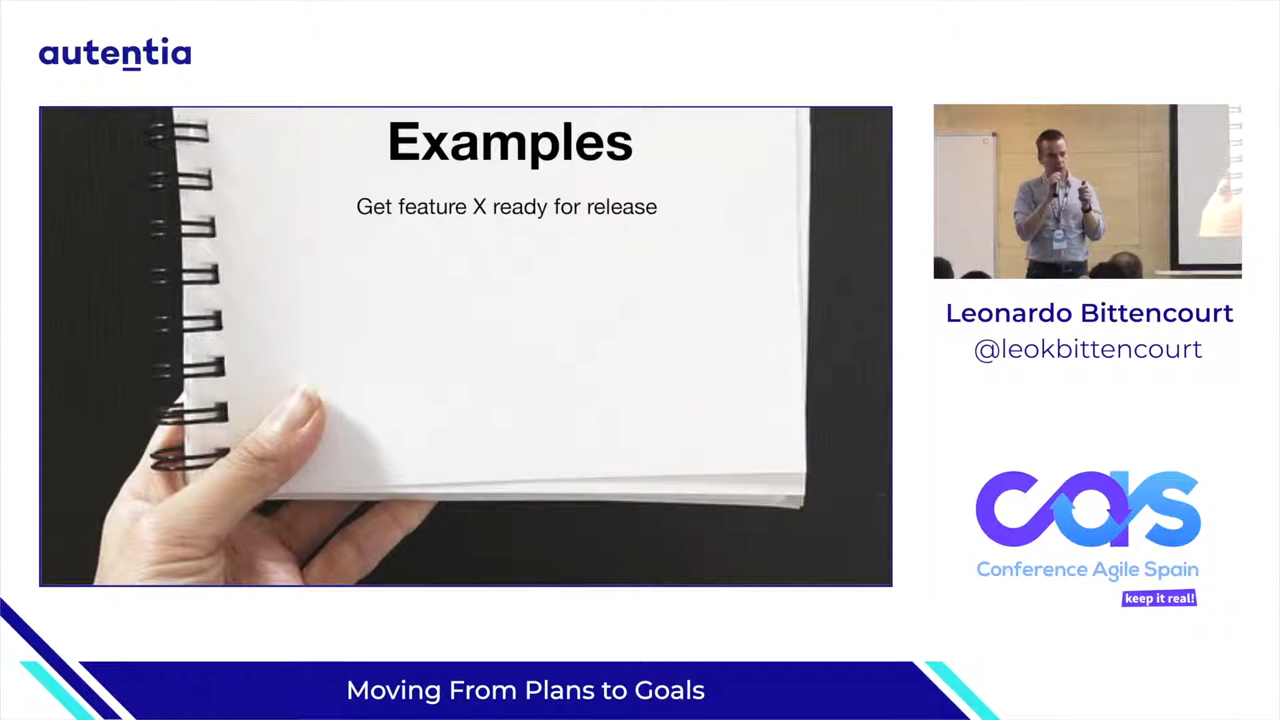 autentia
Examples
Get feature X ready for release
Leonardo Bittencourt
@leokbittencourt
cas
Conference Agile Spain
keep it real!
Moving From Plans to Goals